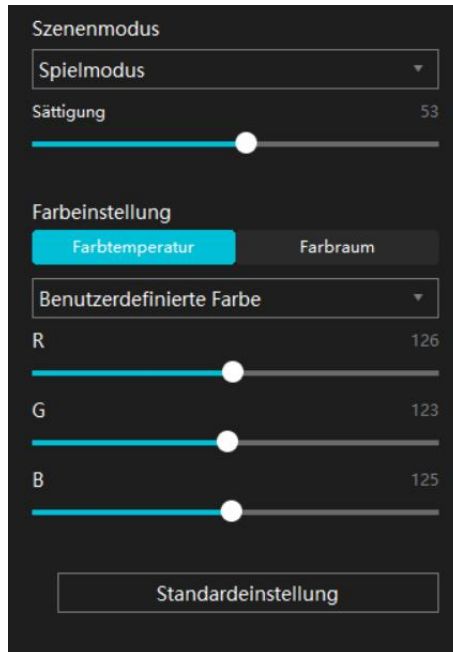 Szenenmodus
Spielmodus
Sättigung 53
Farbeinstellung
Farbtemperatur Farbraum
Benutzerdefinierte Farbe
R 126
G 123
B 125
Standardeinstellung